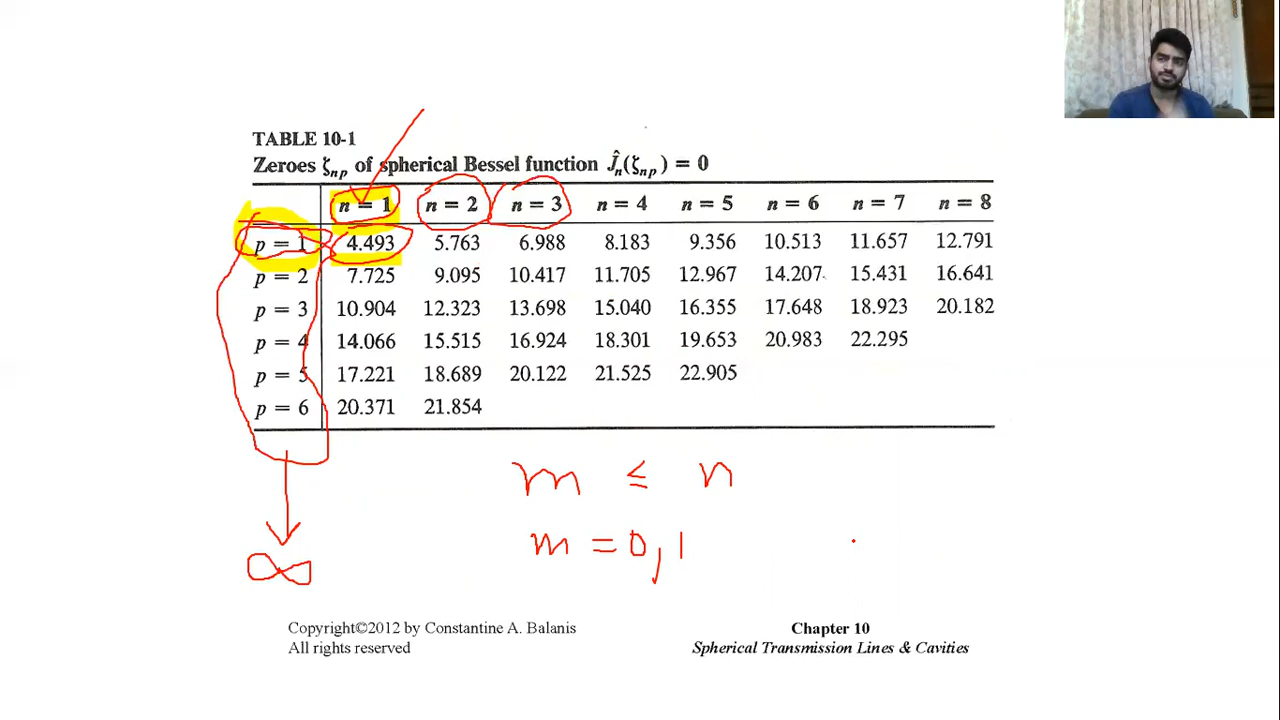 TABLE 10-1
Zeroes ζnp of spherical Bessel function Ĵn(ζnp) = 0
n = 1 n = 2 n = 3 n = 4 n = 5 n = 6 n = 7 n = 8
p = 1 4.493 5.763 6.988 8.183 9.356 10.513 11.657 12.791
p = 2 7.725 9.095 10.417 11.705 12.967 14.207 15.431 16.641
p = 3 10.904 12.323 13.698 15.040 16.355 17.648 18.923 20.182
p = 4 14.066 15.515 16.924 18.301 19.653 20.983 22.295
p = 5 17.221 18.689 20.122 21.525 22.905
p = 6 20.371 21.854
m ≤ n
m = 0, 1
∞
Copyright©2012 by Constantine A. Balanis
All rights reserved
Chapter 10
Spherical Transmission Lines & Cavities